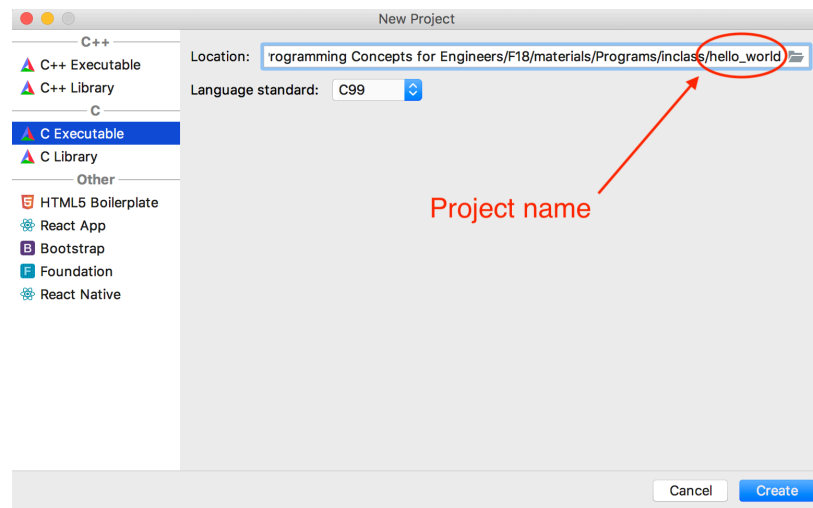 New Project
C++
C++ Executable
C++ Library
C
C Executable
C Library
Other
HTML5 Boilerplate
React App
Bootstrap
Foundation
React Native
Location: rogramming Concepts for Engineers/F18/materials/Programs/inclass/hello_world
Language standard: C99
Project name
Cancel Create